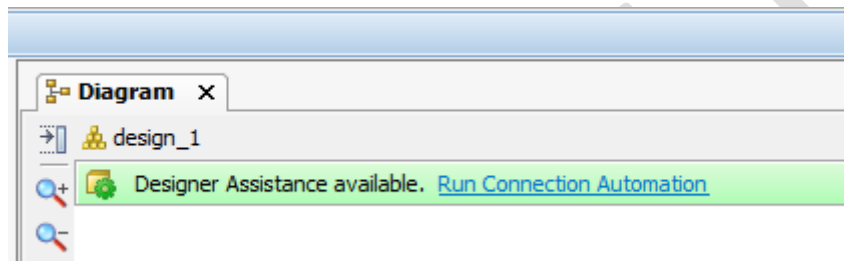 Diagram X
design_1
Designer Assistance available. Run Connection Automation